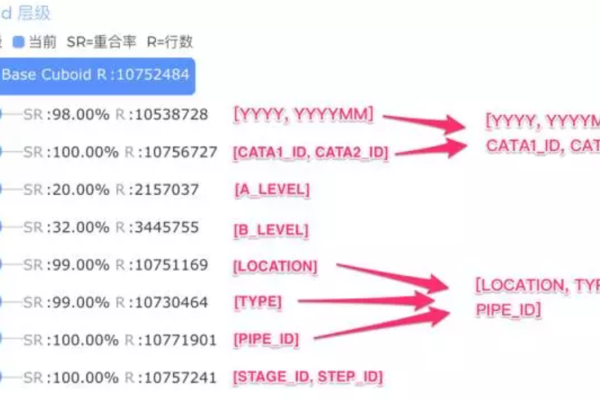 d 层级
当前 SR=重合率 R=行数
Base Cuboid R :10752484
SR :98.00% R :10538728 [YYYY, YYYYMM]
SR :100.00% R :10756727 [CATA1_ID, CATA2_ID]
[YYYY, YYYYM
CATA1_ID, CAT
SR :20.00% R :2157037 [A_LEVEL]
SR :32.00% R :3445755 [B_LEVEL]
SR :99.00% R :10751169 [LOCATION]
SR :99.00% R :10730464 [TYPE]
SR :100.00% R :10771901 [PIPE_ID]
[LOCATION, TYP
PIPE_ID]
SR :100.00% R :10757241 [STAGE_ID, STEP_ID]